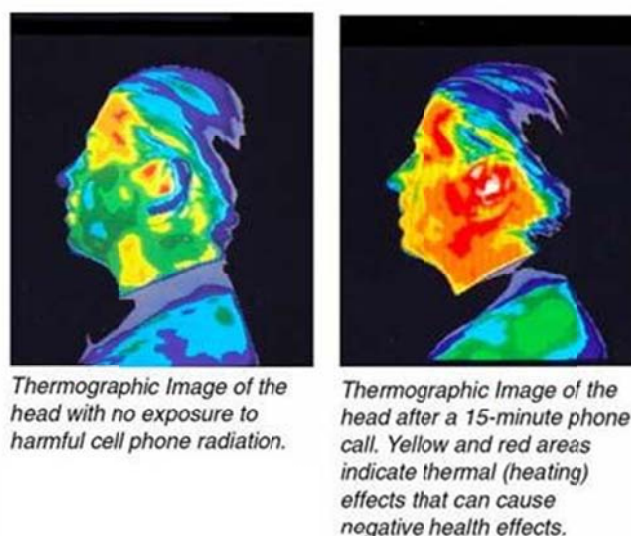 Thermographic Image of the
head with no exposure to
harmful cell phone radiation.
Thermographic Image of the
head after a 15-minute phone
call. Yellow and red areas
indicate thermal (heating)
effects that can cause
negative health effects.